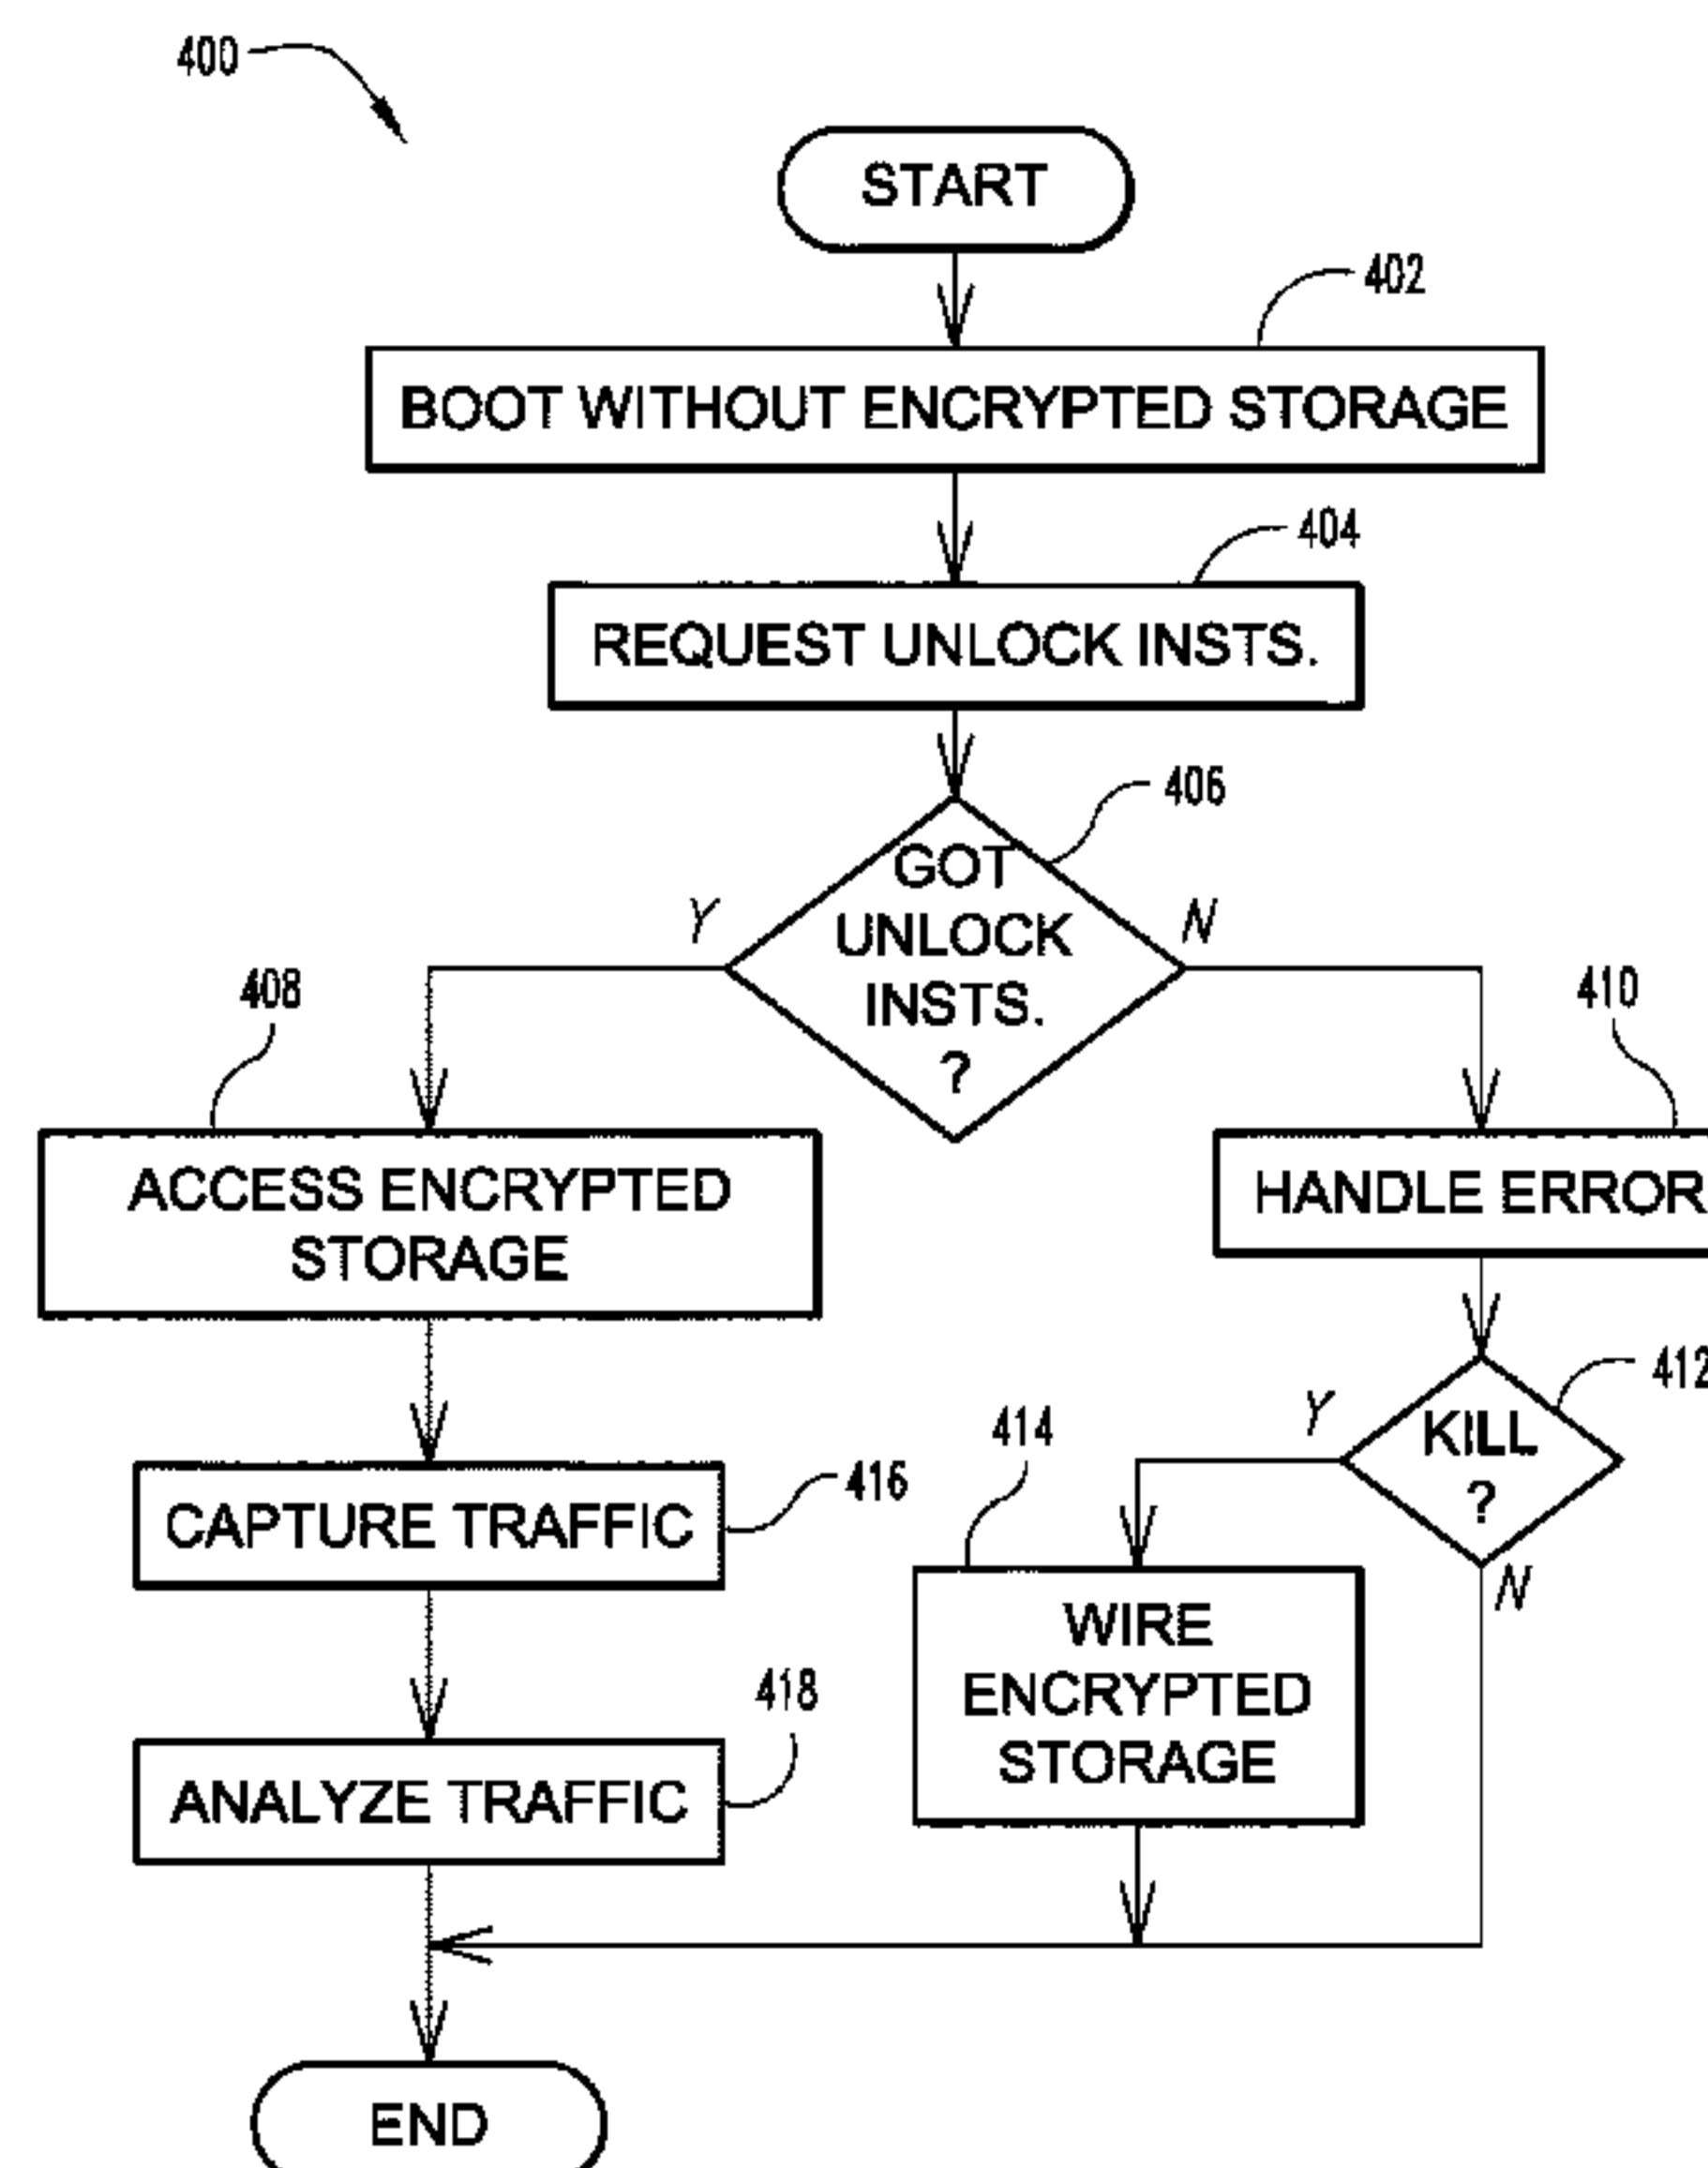 400
START
402
BOOT WITHOUT ENCRYPTED STORAGE
404
REQUEST UNLOCK INSTS.
406
GOT
UNLOCK
INSTS.
?
Y
N
408
410
ACCESS ENCRYPTED
STORAGE
HANDLE ERROR
412
KILL
?
Y
N
414
416
CAPTURE TRAFFIC
WIRE
ENCRYPTED
STORAGE
418
ANALYZE TRAFFIC
END